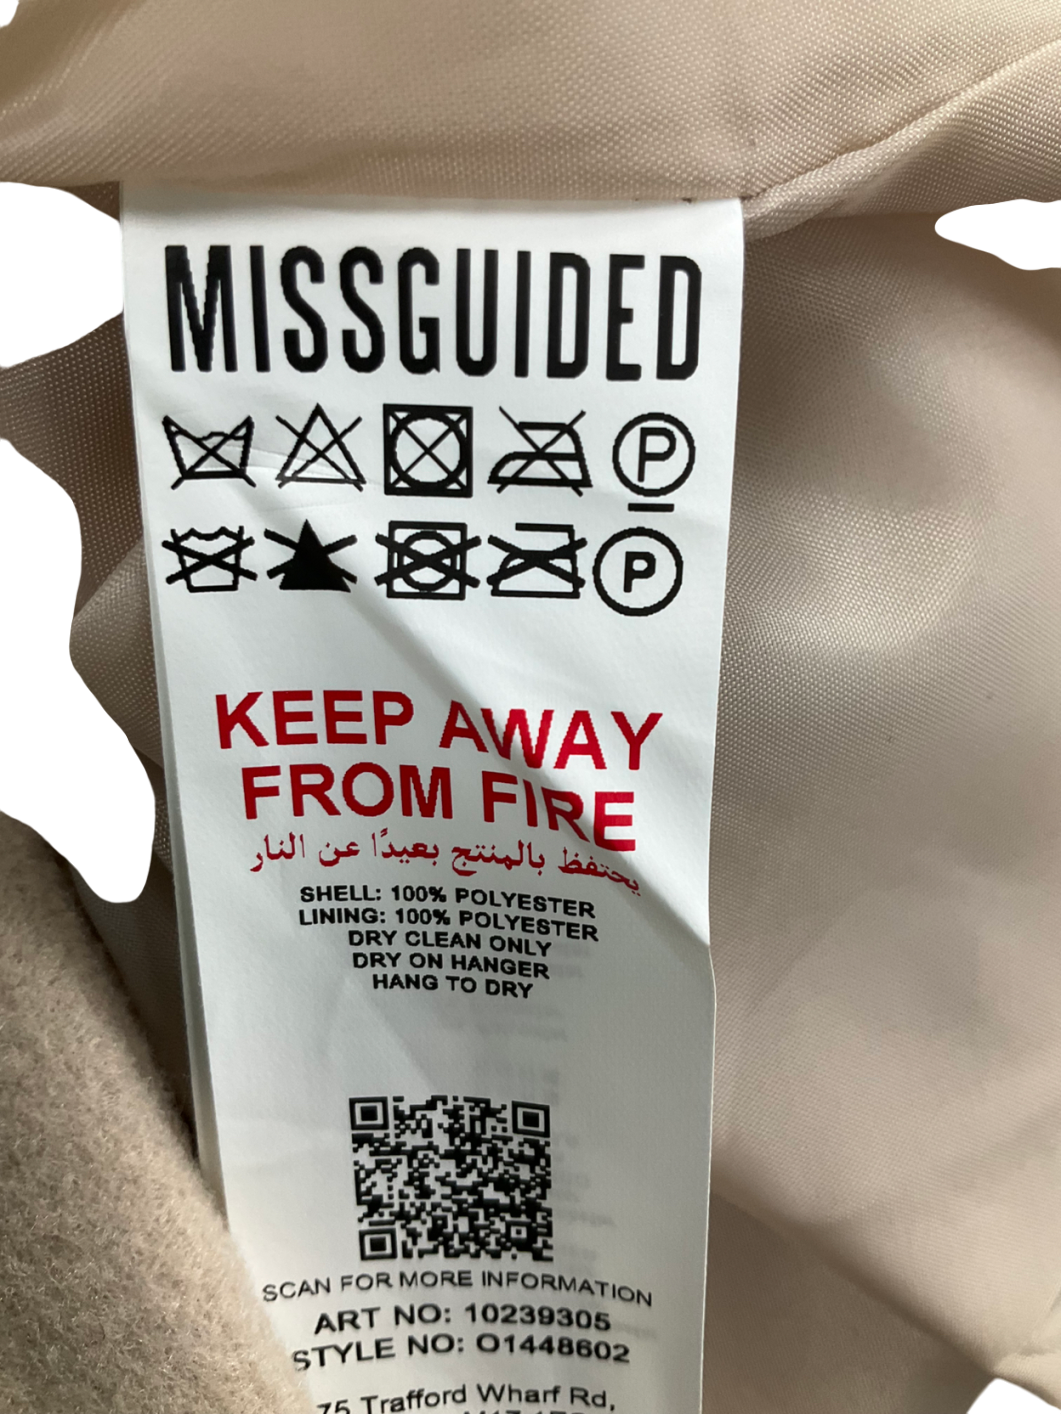 MISSGUIDED
P
P
KEEP AWAY
FROM FIRE
يحتفظ بالمنتج بعيدًا عن النار
SHELL: 100% POLYESTER
LINING: 100% POLYESTER
DRY CLEAN ONLY
DRY ON HANGER
HANG TO DRY
SCAN FOR MORE INFORMATION
ART NO: 10239305
STYLE NO: O1448602
75 Trafford Wharf Rd,